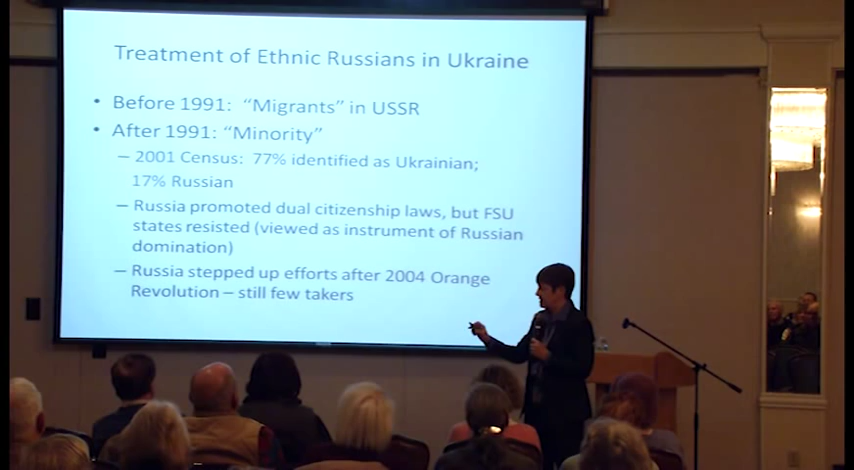 Treatment of Ethnic Russians in Ukraine
• Before 1991: “Migrants” in USSR
• After 1991: “Minority”
– 2001 Census: 77% identified as Ukrainian;
17% Russian
– Russia promoted dual citizenship laws, but FSU
states resisted (viewed as instrument of Russian
domination)
– Russia stepped up efforts after 2004 Orange
Revolution – still few takers